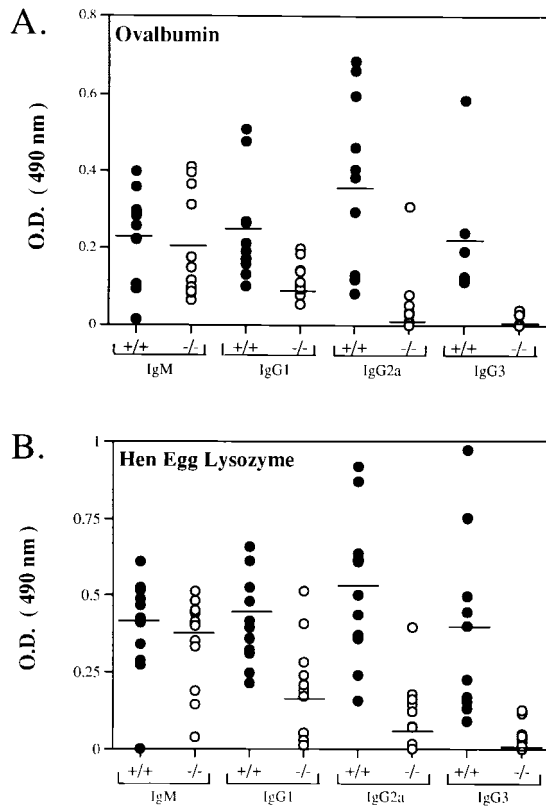 A.
Ovalbumin
O.D. ( 490 nm )
0.8
0.6
0.4
0.2
0
+/+ -/- +/+ -/- +/+ -/- +/+ -/-
IgM IgG1 IgG2a IgG3
B.
Hen Egg Lysozyme
O.D. ( 490 nm )
1
0.75
0.5
0.25
0
+/+ -/- +/+ -/- +/+ -/- +/+ -/-
IgM IgG1 IgG2a IgG3